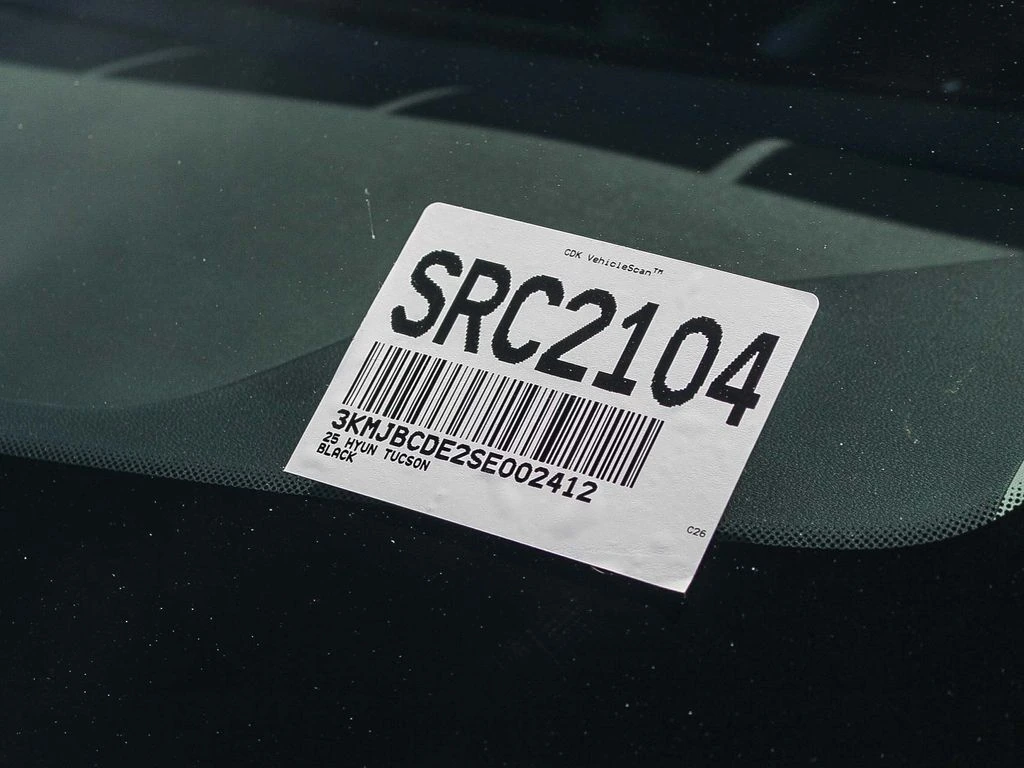 CDK VehicleScan™
SRC2104
3KMJBCDE2SE002412
25 HYUN TUCSON
BLACK
C26